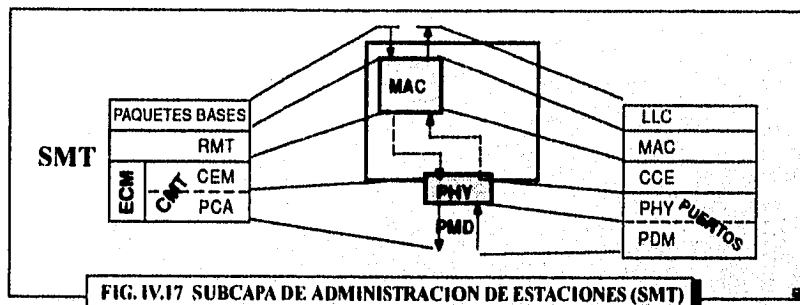 MAC
PAQUETES BASES
RMT
SMT
ECM
CMT
CEM
PCA
PHY
PMD
LLC
MAC
CCE
PHY
PUERTOS
PDM
FIG. IV.17 SUBCAPA DE ADMINISTRACION DE ESTACIONES (SMT)